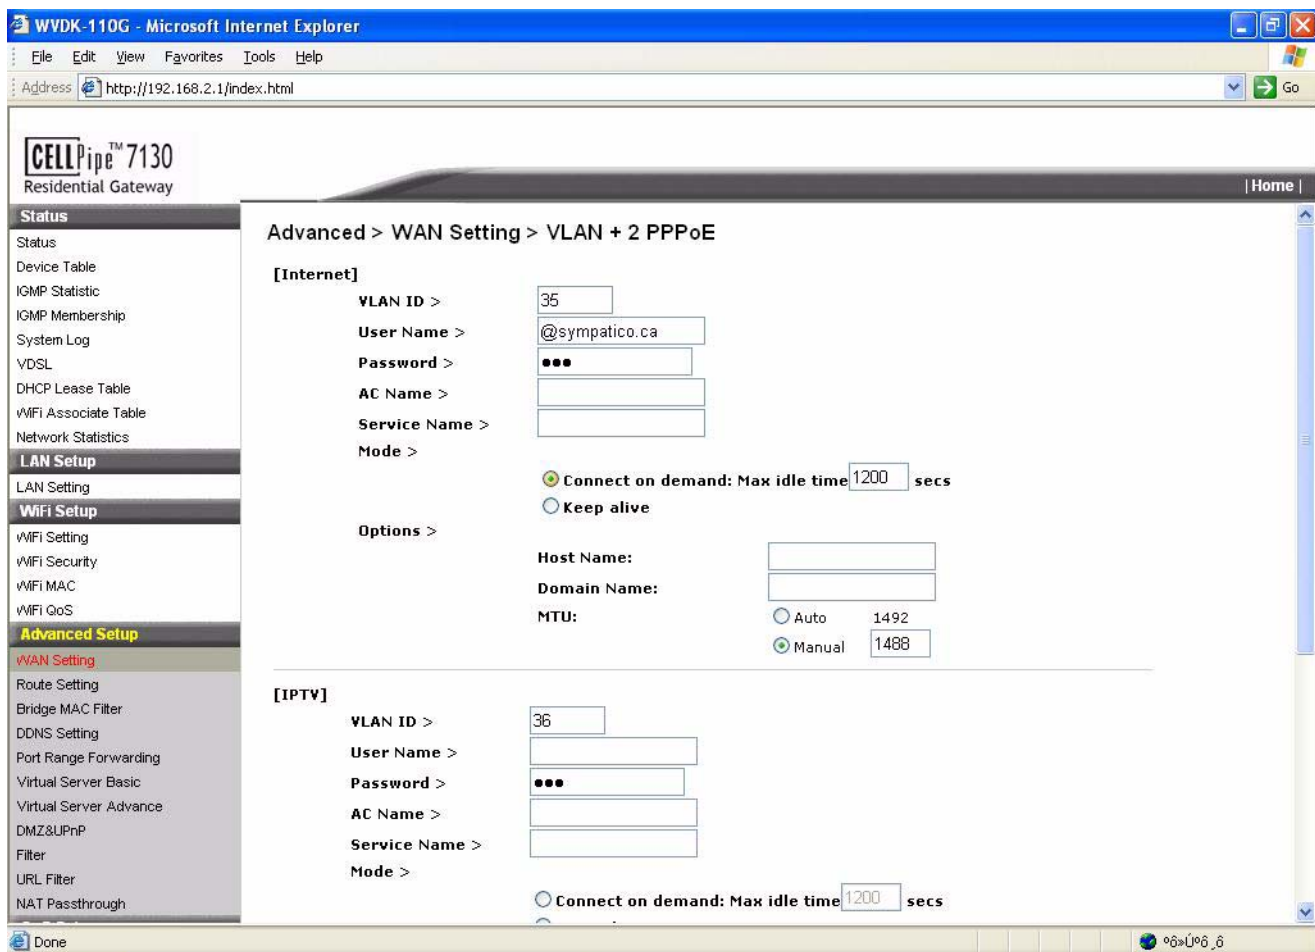 WVDK-110G - Microsoft Internet Explorer
File Edit View Favorites Tools Help
Address http://192.168.2.1/index.html Go
CELLPipe™ 7130
Residential Gateway
| Home |
Status
Status
Device Table
IGMP Statistic
IGMP Membership
System Log
VDSL
DHCP Lease Table
WiFi Associate Table
Network Statistics
LAN Setup
LAN Setting
WiFi Setup
WiFi Setting
WiFi Security
WiFi MAC
WiFi QoS
Advanced Setup
WAN Setting
Route Setting
Bridge MAC Filter
DDNS Setting
Port Range Forwarding
Virtual Server Basic
Virtual Server Advance
DMZ&UPnP
Filter
URL Filter
NAT Passthrough
Advanced > WAN Setting > VLAN + 2 PPPoE
[Internet]
VLAN ID > 35
User Name > @sympatico.ca
Password > •••
AC Name >
Service Name >
Mode >
Connect on demand: Max idle time 1200 secs
Keep alive
Options >
Host Name:
Domain Name:
MTU: Auto 1492
Manual 1488
[IPTV]
VLAN ID > 36
User Name >
Password > •••
AC Name >
Service Name >
Mode >
Connect on demand: Max idle time 1200 secs
Done